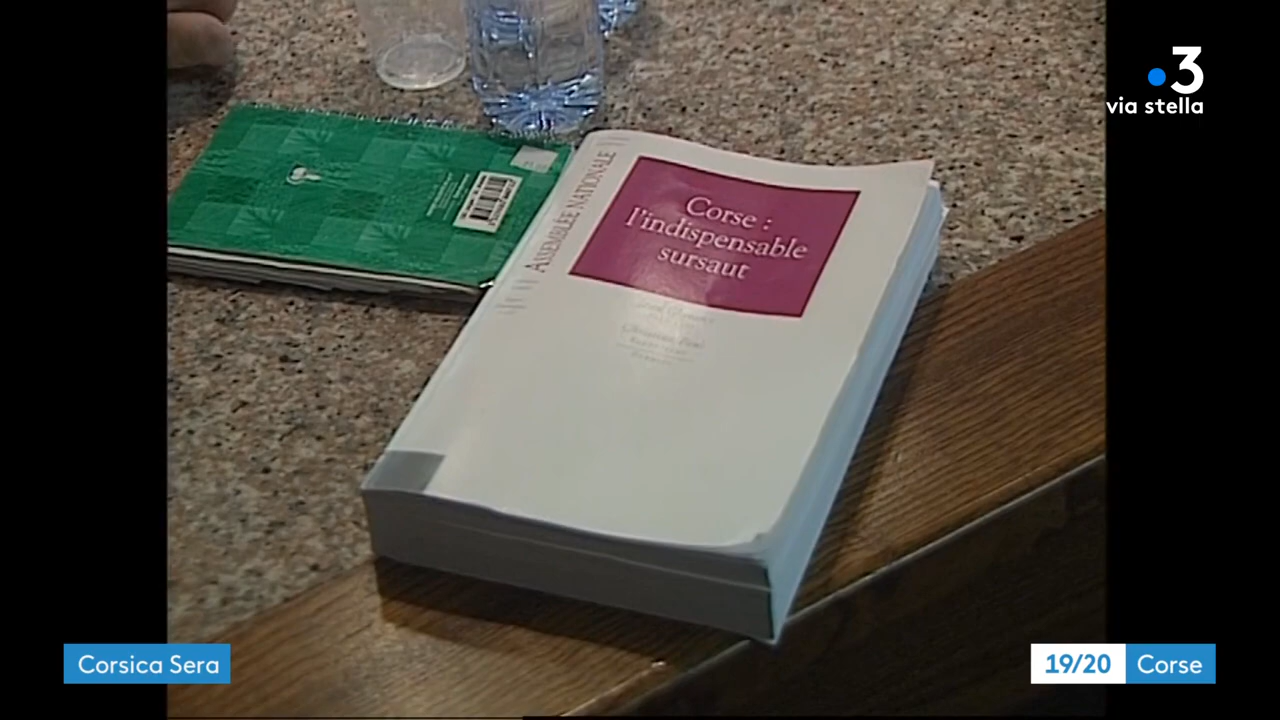 3
via stella
ASSEMBLÉE NATIONALE
Corse :
l'indispensable
sursaut
Corsica Sera
19/20 Corse